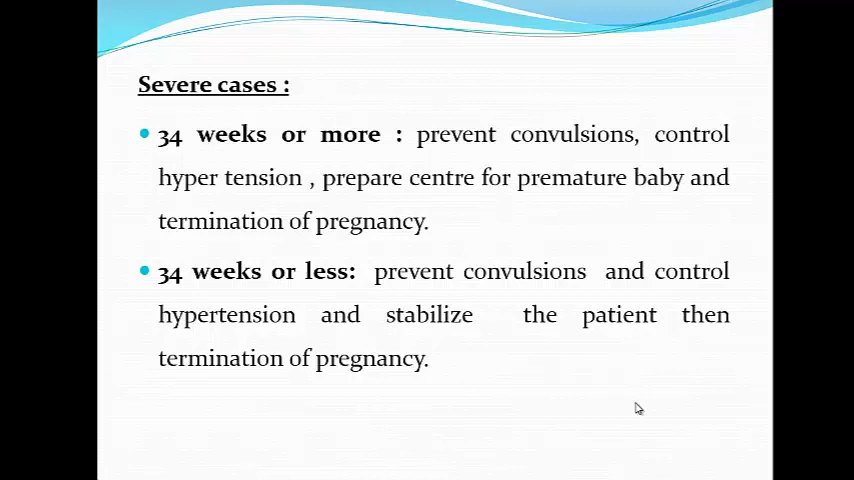 Severe cases :
34 weeks or more : prevent convulsions, control
hyper tension , prepare centre for premature baby and
termination of pregnancy.
34 weeks or less: prevent convulsions and control
hypertension and stabilize the patient then
termination of pregnancy.